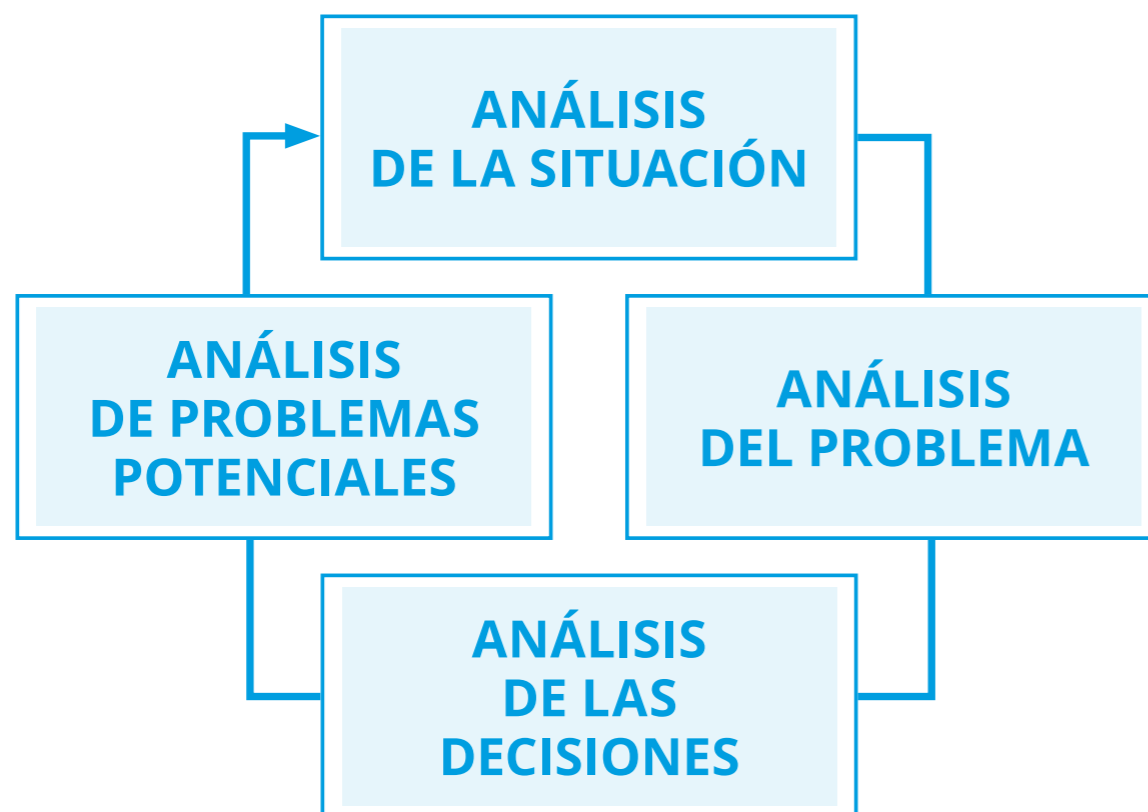 ANÁLISIS
DE LA SITUACIÓN
ANÁLISIS
DE PROBLEMAS
POTENCIALES
ANÁLISIS
DEL PROBLEMA
ANÁLISIS
DE LAS
DECISIONES